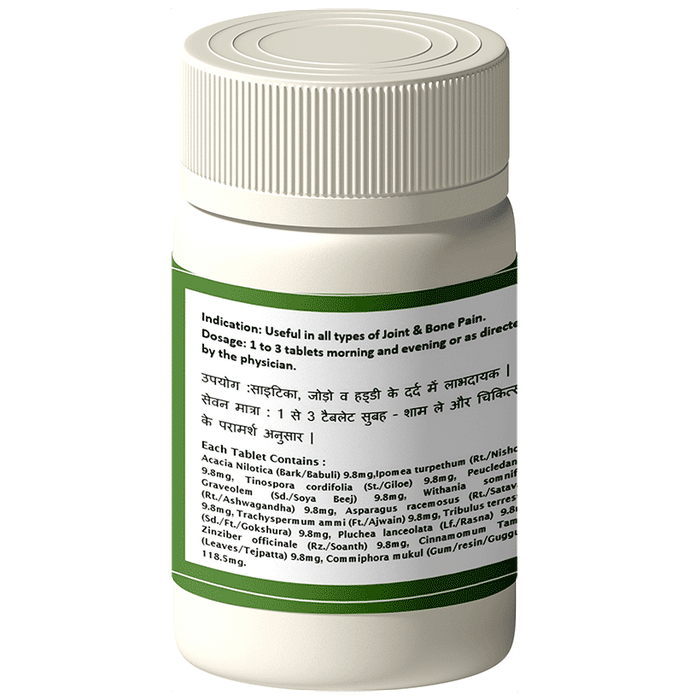 Indication: Useful in all types of Joint & Bone Pain.
Dosage: 1 to 3 tablets morning and evening or as directe
by the physician.
उपयोग :साइटिका, जोड़ो व हड्डी के दर्द में लाभदायक |
सेवन मात्रा : 1 से 3 टैबलेट सुबह - शाम ले और चिकित्स
के परामर्श अनुसार |
Each Tablet Contains :
Acacia Nilotica (Bark/Babuli) 9.8mg,Ipomea turpethum (Rt./Nisho
9.8mg, Tinospora cordifolia (St./Giloe) 9.8mg, Peucledan
Graveolem (Sd./Soya Beej) 9.8mg, Withania somnif
(Rt./Ashwagandha) 9.8mg, Asparagus racemosus (Rt./Satav
9.8mg, Trachyspermum ammi (Ft./Ajwain) 9.8mg, Tribulus terres
(Sd./Ft./Gokshura) 9.8mg, Pluchea lanceolata (Lf./Rasna) 9.8m
Zinziber officinale (Rz./Soanth) 9.8mg, Cinnamomum Tam
(Leaves/Tejpatta) 9.8mg, Commiphora mukul (Gum/resin/Guggu
118.5mg.